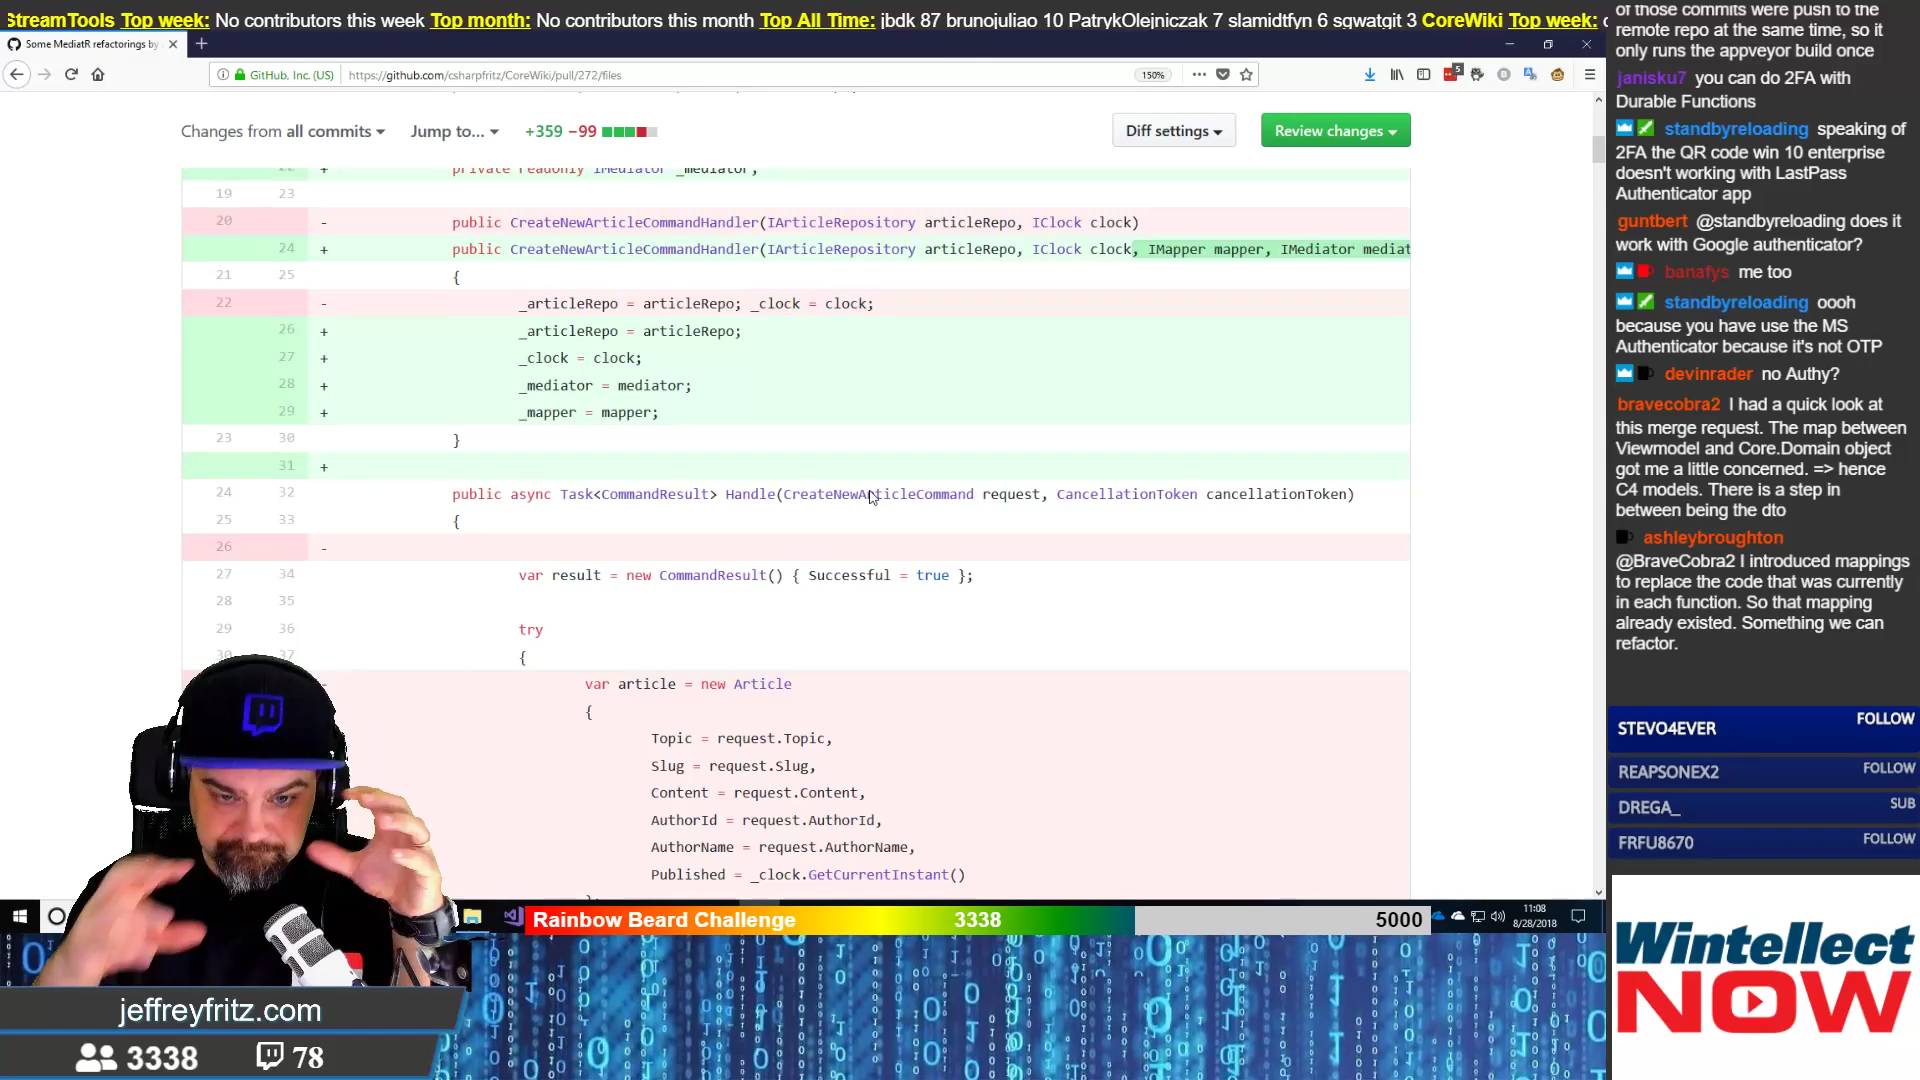 StreamTools Top week: No contributors this week Top month: No contributors this month Top All Time: jbdk 87 brunojuliao 10 PatrykOlejniczak 7 slamidtfyn 6 sqwatgit 3 CoreWiki Top week:
Some MediatR refactorings by
GitHub, Inc. (US) https://github.com/csharpfritz/CoreWiki/pull/272/files 150% 5
Changes from all commits Jump to... +359 −99 Diff settings Review changes
22 + private readonly IMediator _mediator;
19 23
20 - public CreateNewArticleCommandHandler(IArticleRepository articleRepo, IClock clock)
24 + public CreateNewArticleCommandHandler(IArticleRepository articleRepo, IClock clock, IMapper mapper, IMediator mediat
21 25 {
22 - _articleRepo = articleRepo; _clock = clock;
26 + _articleRepo = articleRepo;
27 + _clock = clock;
28 + _mediator = mediator;
29 + _mapper = mapper;
23 30 }
31 +
24 32 public async Task<CommandResult> Handle(CreateNewArticleCommand request, CancellationToken cancellationToken)
25 33 {
26 -
27 34 var result = new CommandResult() { Successful = true };
28 35
29 36 try
30 37 {
- var article = new Article
{
Topic = request.Topic,
Slug = request.Slug,
Content = request.Content,
AuthorId = request.AuthorId,
AuthorName = request.AuthorName,
Published = _clock.GetCurrentInstant()
of those commits were push to the
remote repo at the same time, so it
only runs the appveyor build once
janisku7 you can do 2FA with
Durable Functions
standbyreloading speaking of
2FA the QR code win 10 enterprise
doesn't working with LastPass
Authenticator app
guntbert @standbyreloading does it
work with Google authenticator?
banafys me too
standbyreloading oooh
because you have use the MS
Authenticator because it's not OTP
devinrader no Authy?
bravecobra2 I had a quick look at
this merge request. The map between
Viewmodel and Core.Domain object
got me a little concerned. => hence
C4 models. There is a step in
between being the dto
ashleybroughton
@BraveCobra2 I introduced mappings
to replace the code that was currently
in each function. So that mapping
already existed. Something we can
refactor.
STEVO4EVER FOLLOW
REAPSONEX2 FOLLOW
DREGA_ SUB
FRFU8670 FOLLOW
Rainbow Beard Challenge 3338 5000
11:08
8/28/2018
jeffreyfritz.com
3338 78
Wintellect
NOW